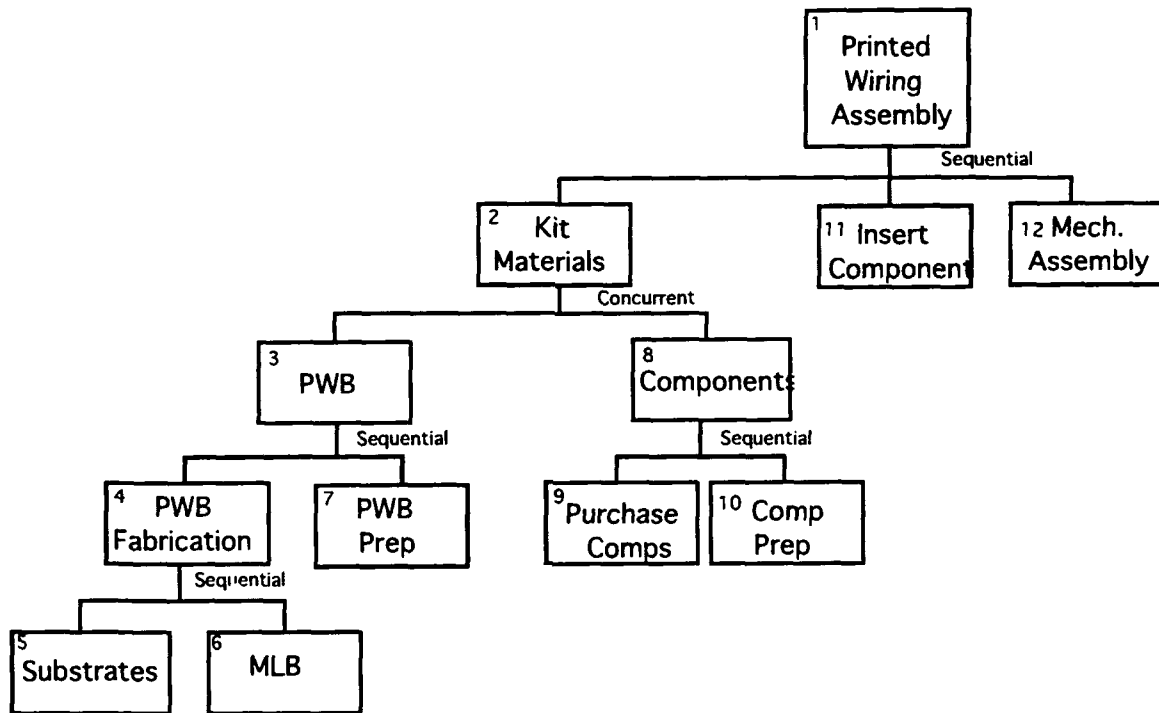 1
Printed
Wiring
Assembly
Sequential
2
Kit
Materials
11 Insert
Component
12 Mech.
Assembly
Concurrent
3
PWB
8
Components
Sequential
Sequential
4
PWB
Fabrication
7
PWB
Prep
9
Purchase
Comps
10 Comp
Prep
Sequential
5
Substrates
6
MLB